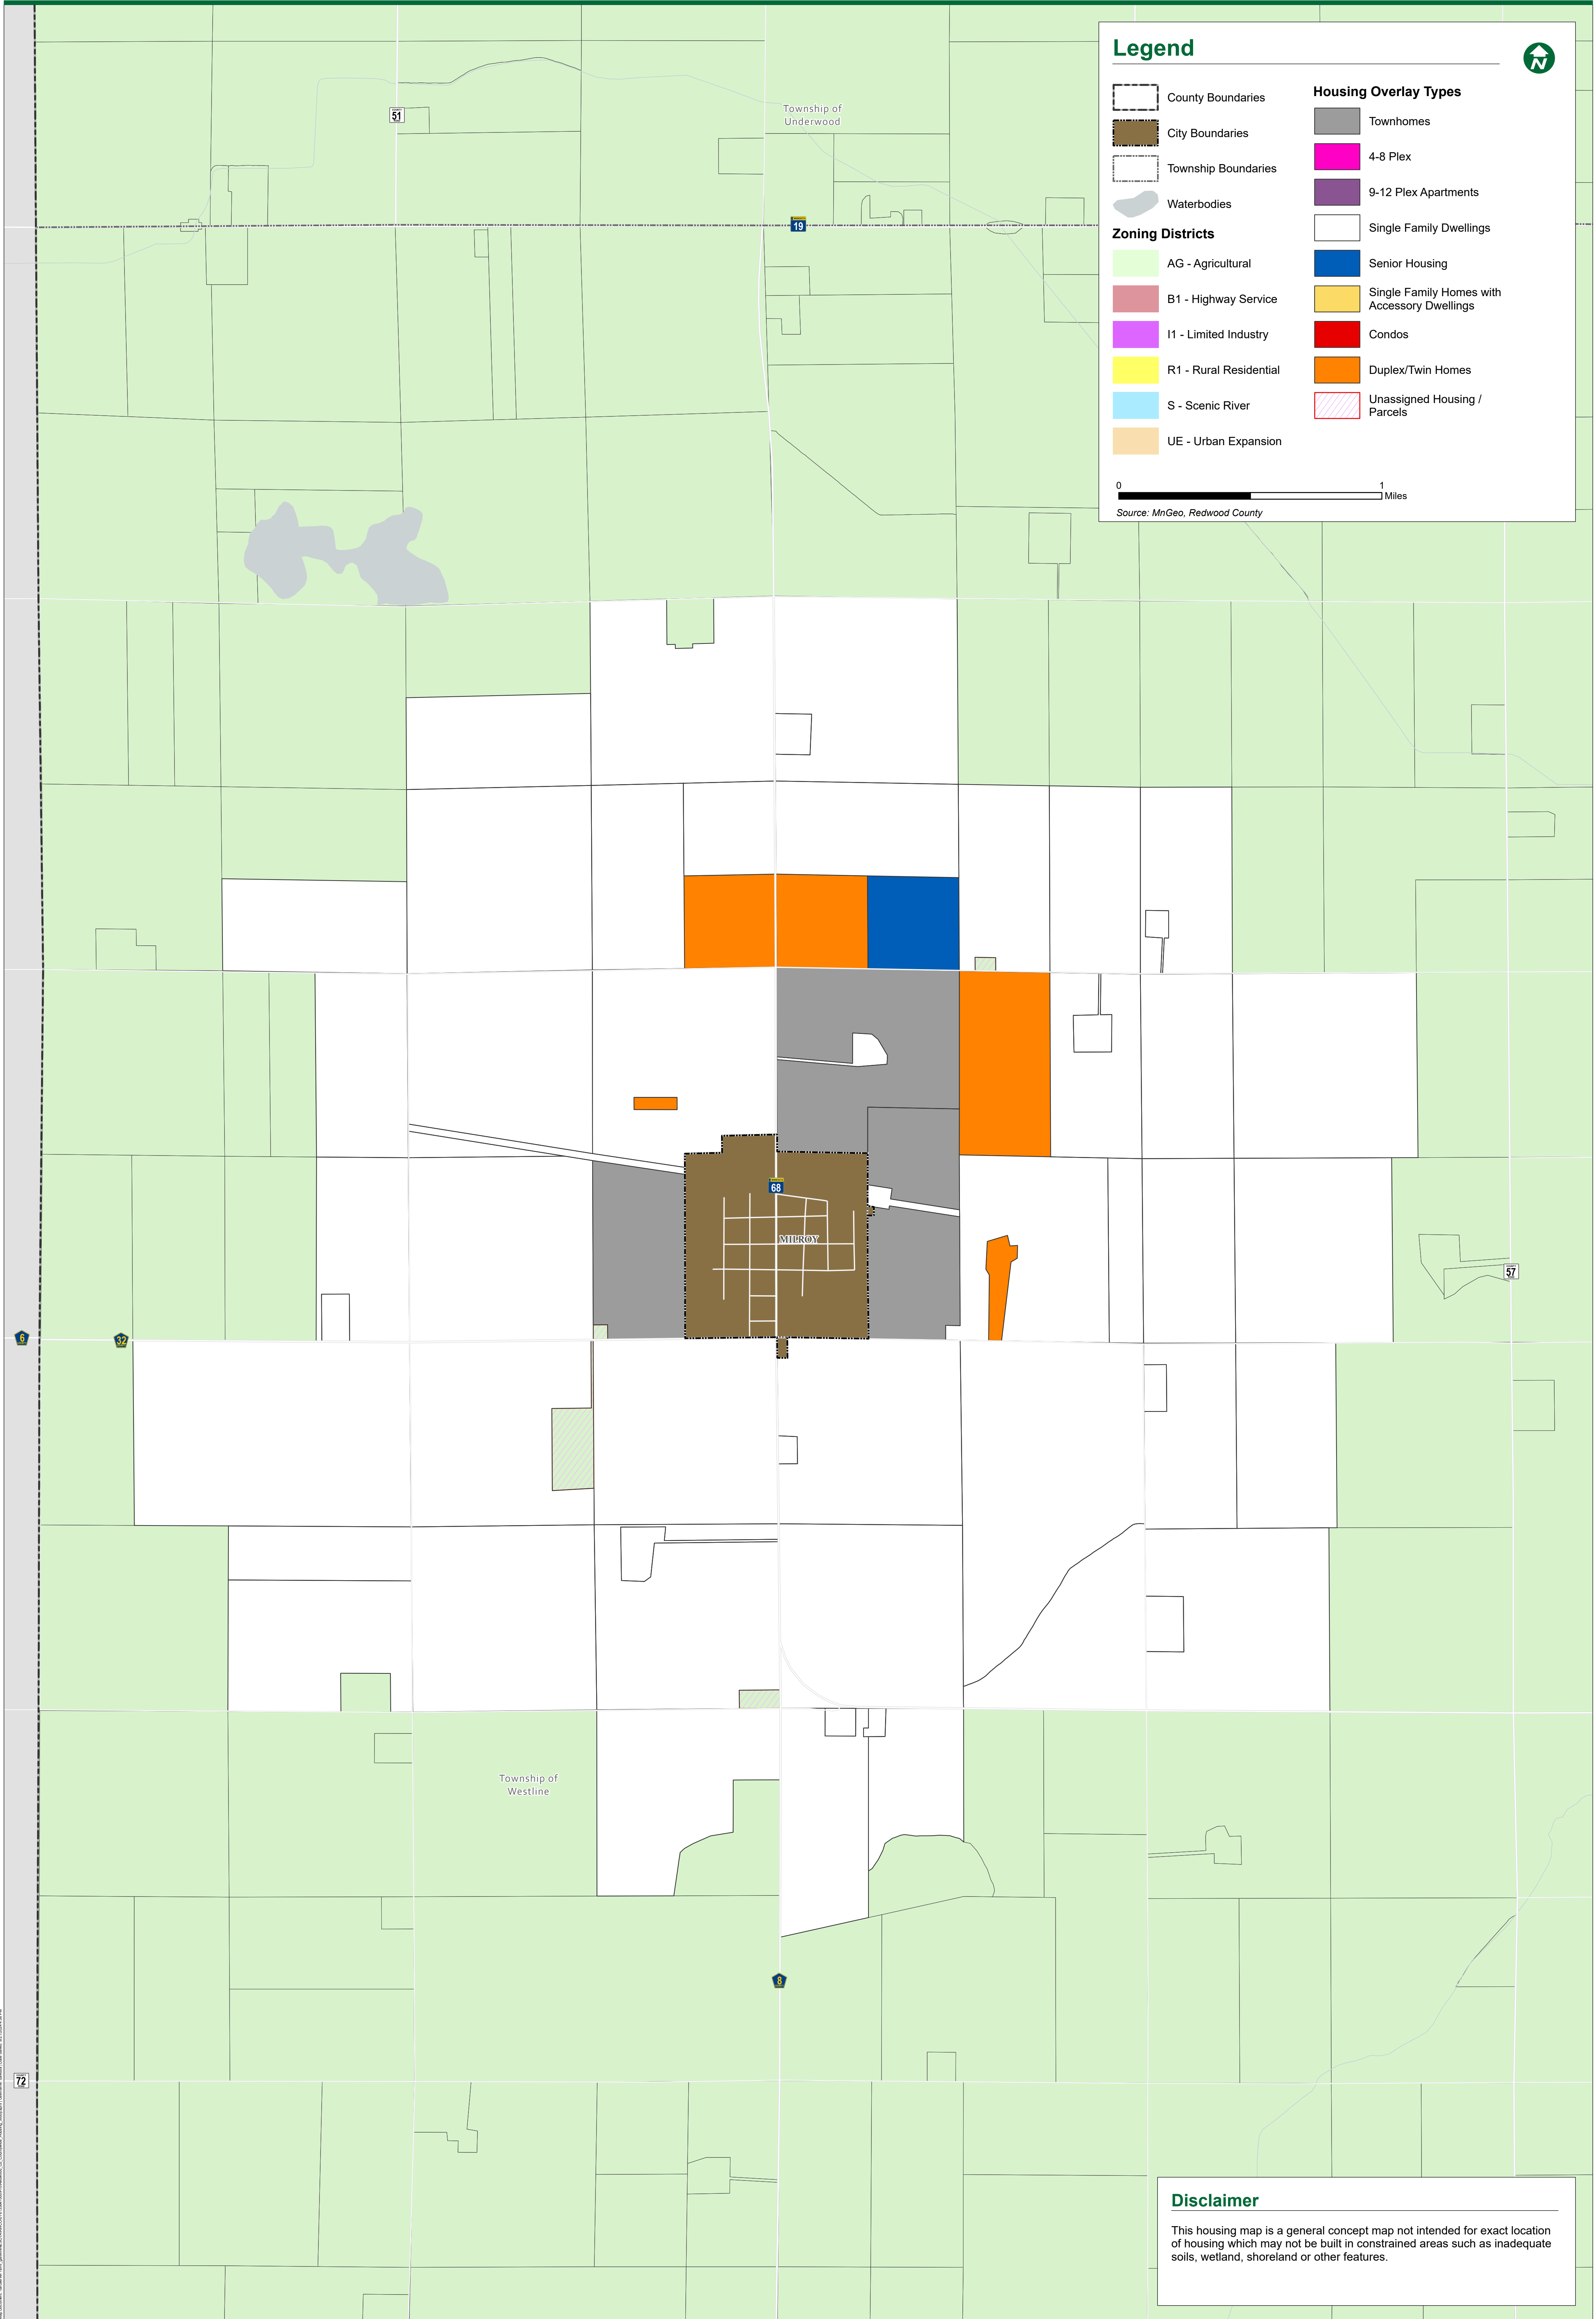 Legend
N
County Boundaries
City Boundaries
Township Boundaries
Waterbodies
Zoning Districts
AG - Agricultural
B1 - Highway Service
I1 - Limited Industry
R1 - Rural Residential
S - Scenic River
UE - Urban Expansion
Housing Overlay Types
Townhomes
4-8 Plex
9-12 Plex Apartments
Single Family Dwellings
Senior Housing
Single Family Homes with
Accessory Dwellings
Condos
Duplex/Twin Homes
Unassigned Housing /
Parcels
0 1
Miles
Source: MnGeo, Redwood County
Township of
Underwood
51
19
68
MILROY
57
6
32
Township of
Westline
8
72
Disclaimer
This housing map is a general concept map not intended for exact location
of housing which may not be built in constrained areas such as inadequate
soils, wetland, shoreland or other features.